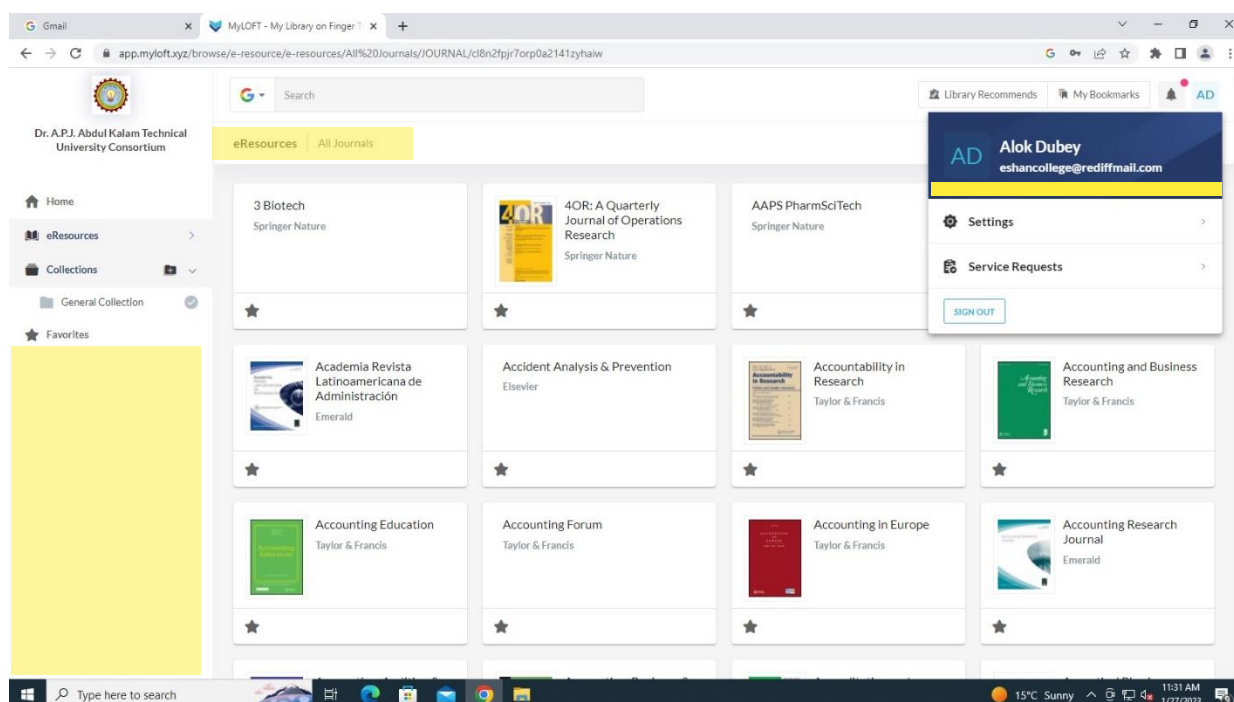 Gmail
MyLOFT - My Library on Finger T
app.myloft.xyz/browse/e-resource/e-resources/All%20Journals/JOURNAL/cl8n2fpjr7orp0a2141zyhaiw
Dr. A.P.J. Abdul Kalam Technical
University Consortium
Search
Library Recommends
My Bookmarks
AD
eResources
All Journals
AD
Alok Dubey
eshancollege@rediffmail.com
Settings
Service Requests
SIGN OUT
Home
eResources
Collections
General Collection
Favorites
3 Biotech
Springer Nature
4OR
4OR: A Quarterly
Journal of Operations
Research
Springer Nature
AAPS PharmSciTech
Springer Nature
Academia Revista
Latinoamericana de
Administración
Emerald
Accident Analysis & Prevention
Elsevier
Accountability in
Research
Taylor & Francis
Accounting and Business
Research
Taylor & Francis
Accounting Education
Taylor & Francis
Accounting Forum
Taylor & Francis
Accounting in Europe
Taylor & Francis
Accounting Research
Journal
Emerald
Type here to search
15°C Sunny
11:31 AM
1/27/2023